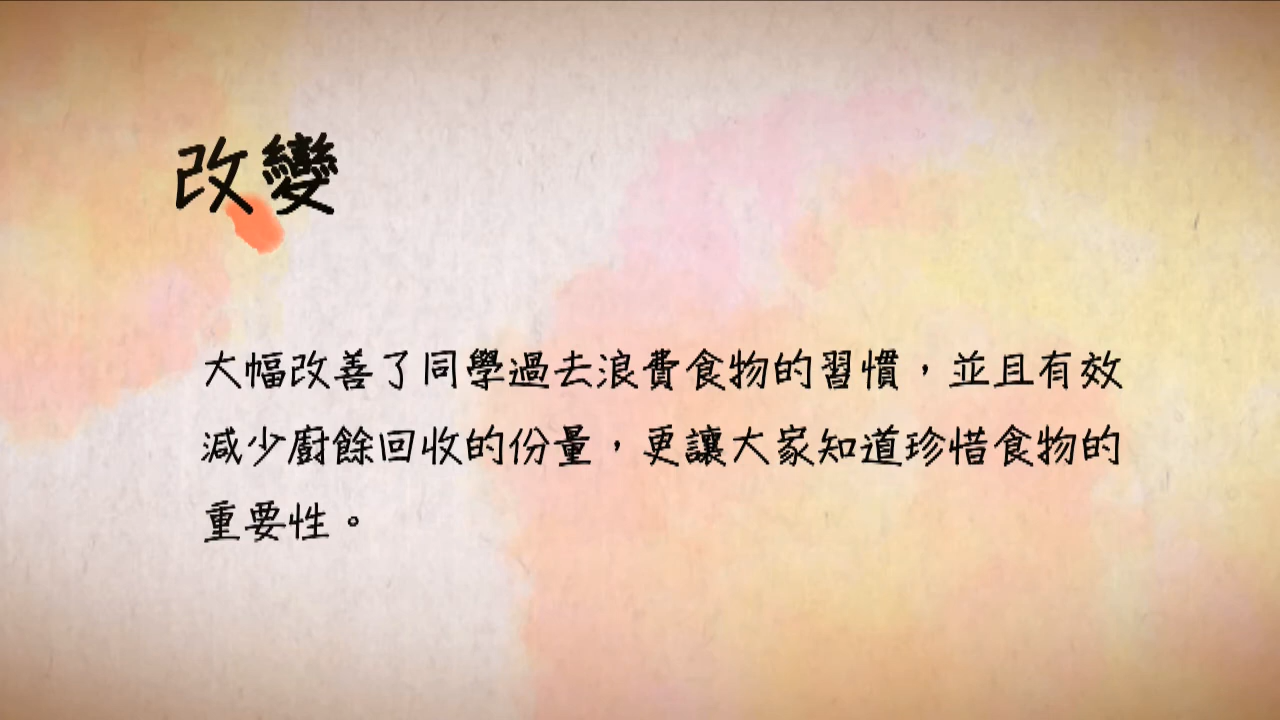 改變
大幅改善了同學過去浪費食物的習慣，並且有效
減少廚餘回收的份量，更讓大家知道珍惜食物的
重要性。